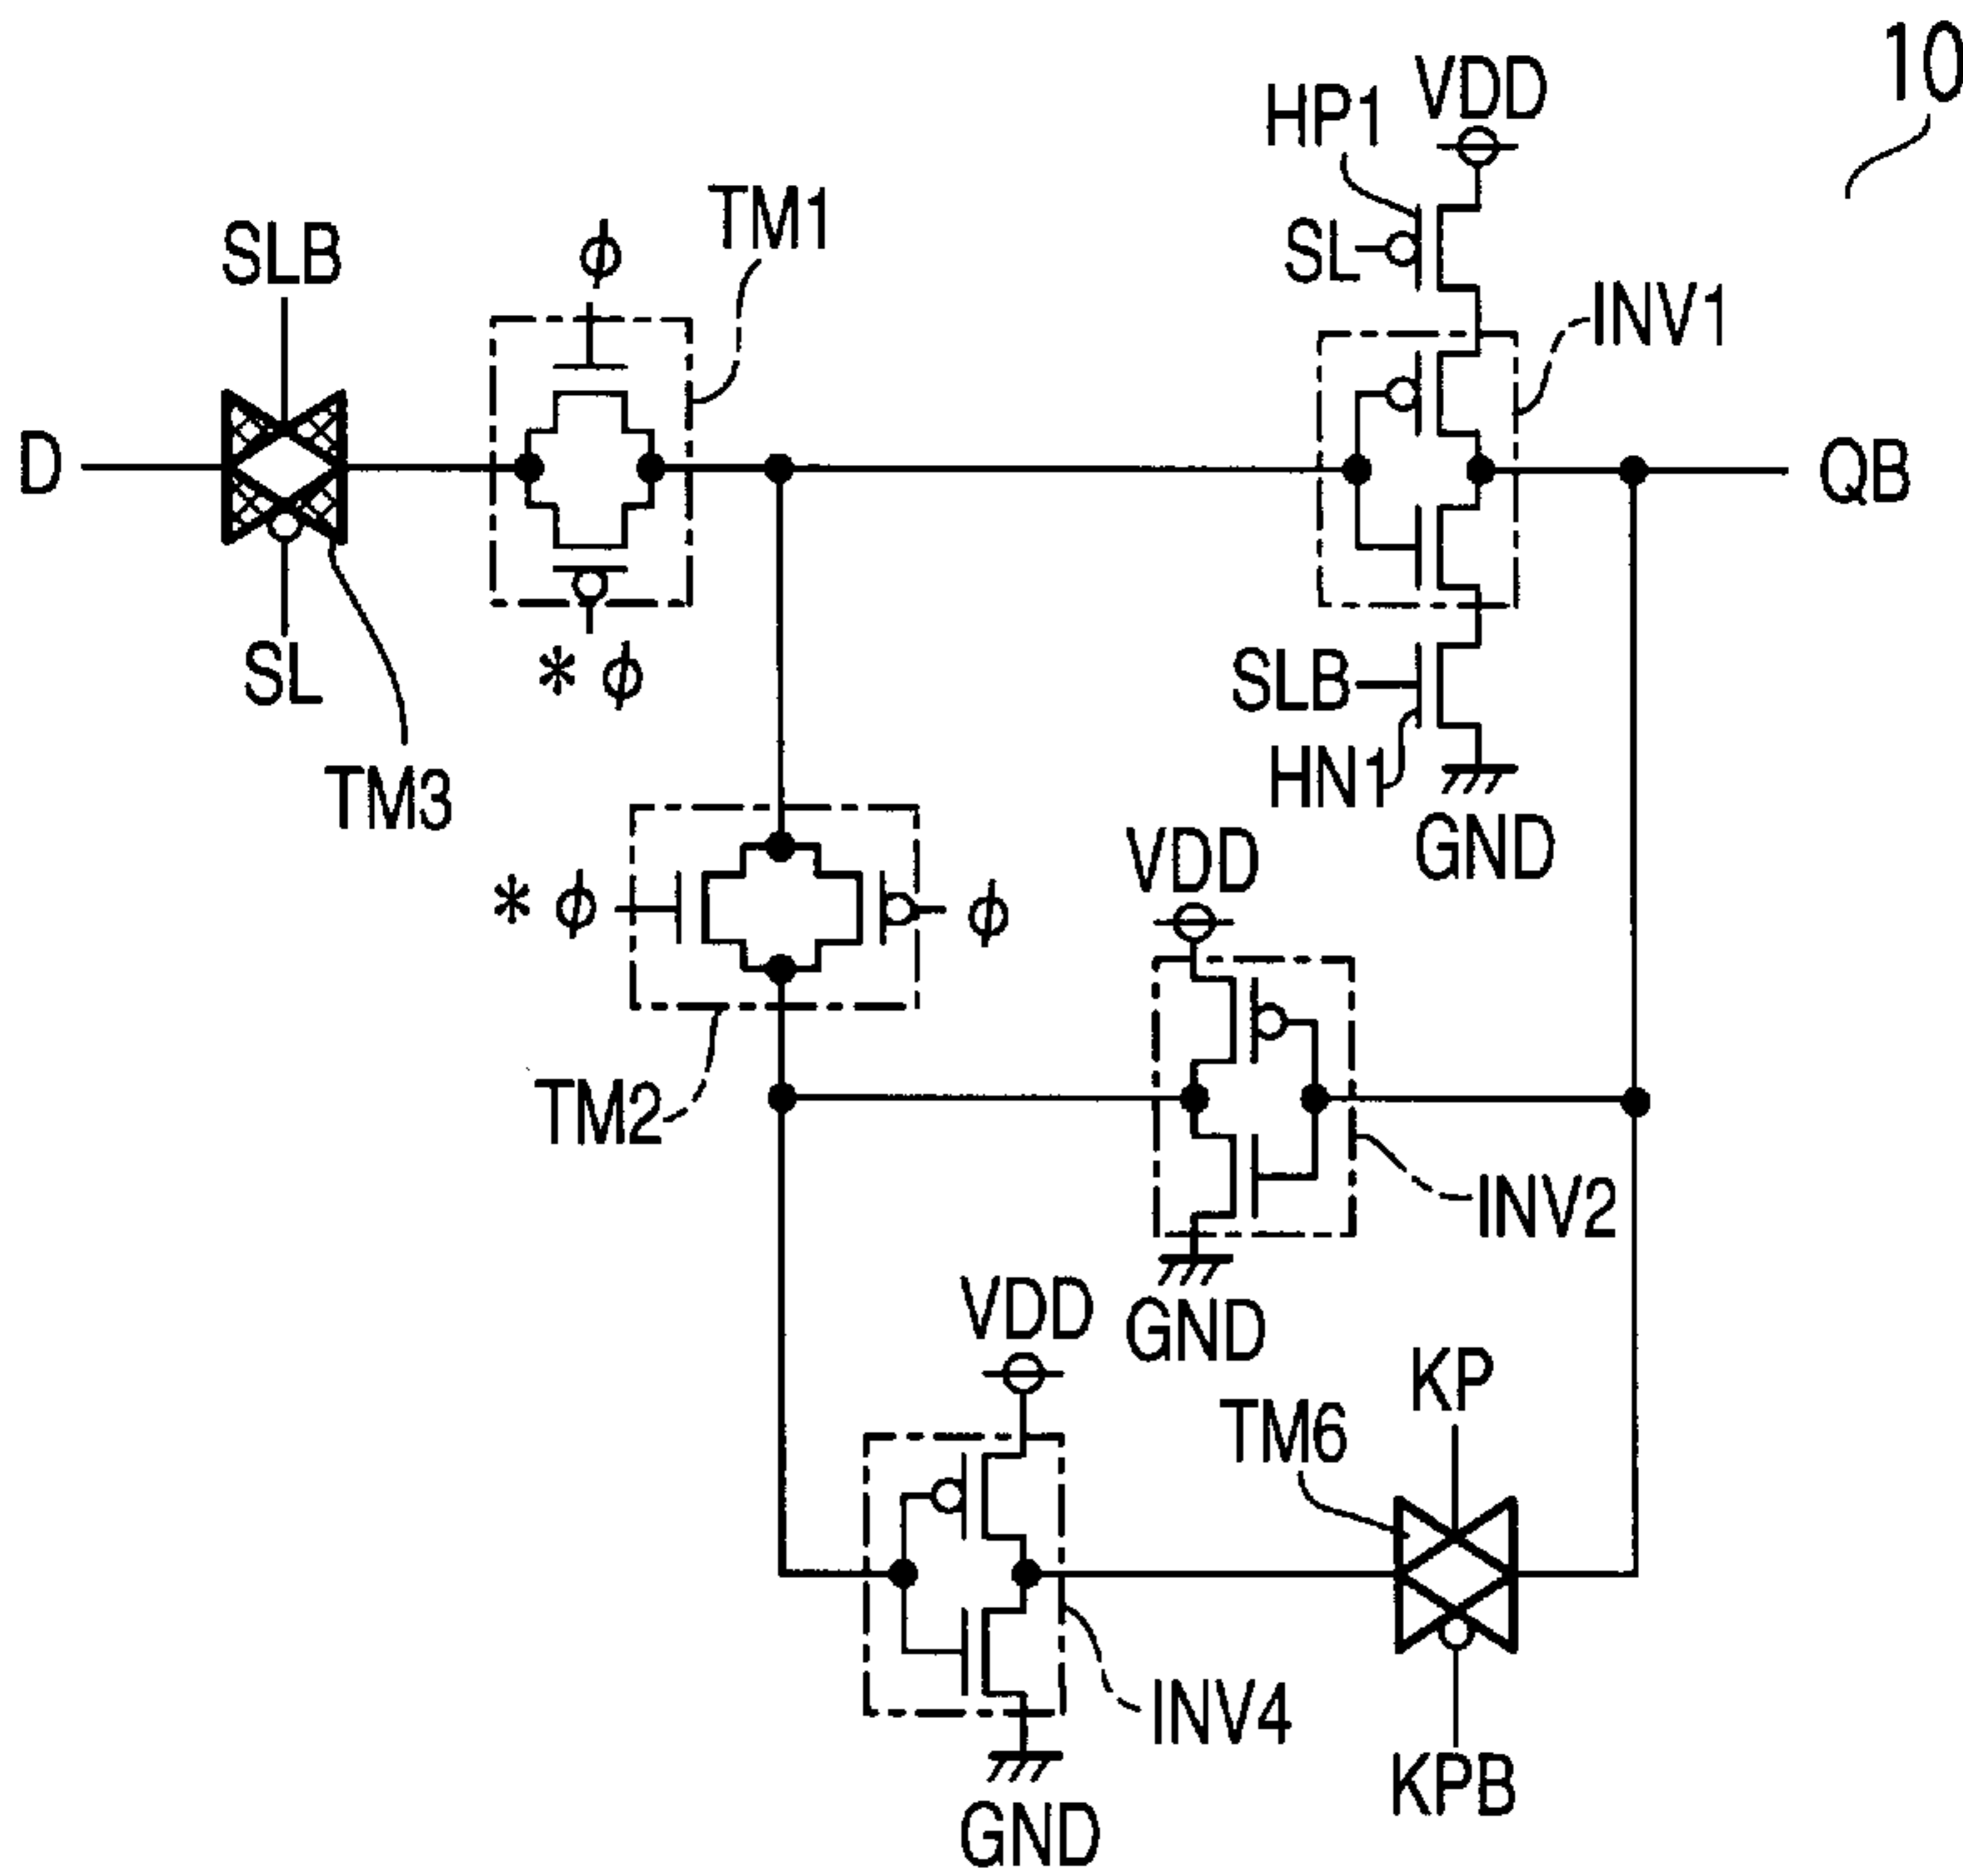 10
VDD
HP1
TM1
SLB
φ
SL
INV1
D
QB
SL
* φ
SLB
TM3
HN1
GND
VDD
* φ
φ
TM2
INV2
VDD
GND
KP
TM6
INV4
KPB
GND